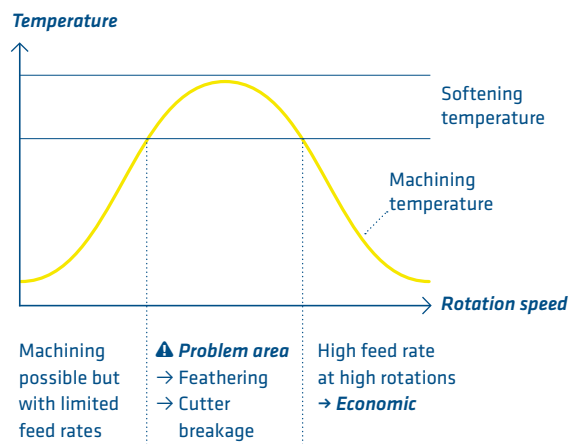 Temperature
Softening
temperature
Machining
temperature
Rotation speed
Machining
possible but
with limited
feed rates
⚠ Problem area
→ Feathering
→ Cutter
breakage
High feed rate
at high rotations
→ Economic